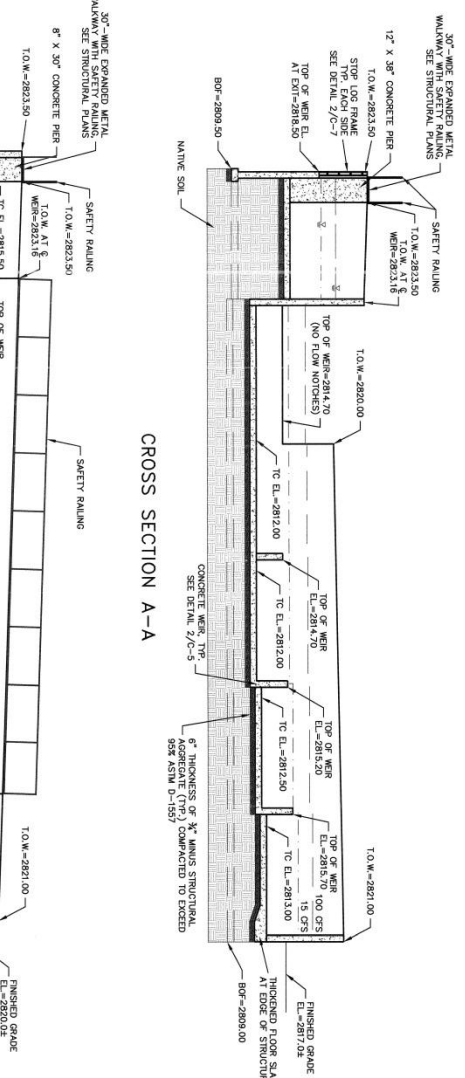 30"-WIDE EXPANDED METAL
WALKWAY WITH SAFETY RAILING,
SEE STRUCTURAL PLANS
12" X 38" CONCRETE PIER
T.O.W.=2823.50
STOP LOG FRAME
TYP. EACH SIDE
SEE DETAIL 2/C-7
TOP OF WEIR EL
AT EXIT=2818.50
BOF=2809.50
NATIVE SOIL
SAFETY RAILING
T.O.W.=2823.50
T.O.W. AT ℄
WEIR=2823.16
TOP OF WEIR=2814.70
(NO FLOW NOTCHES)
T.O.W.=2820.00
TC EL.=2812.00
TOP OF WEIR
EL.=2814.70
TC EL.=2812.00
TOP OF WEIR
EL.=2815.20
TC EL.=2812.50
TOP OF WEIR
EL.=2815.70
100 CFS
15 CFS
TC EL.=2813.00
T.O.W.=2821.00
FINISHED GRADE
EL.=2817.0±
THICKENED FLOOR
AT EDGE OF
BOF=2809.00
CONCRETE WEIR, TYP.
SEE DETAIL 2/C-5
6" THICKNESS OF ¾" MINUS STRUCTURAL
AGGREGATE (TYP.) COMPACTED TO EXCEED
95% ASTM D-1557
CROSS SECTION A-A
30"-WIDE EXPANDED METAL
WALKWAY WITH SAFETY RAILING,
SEE STRUCTURAL PLANS
8" X 30" CONCRETE PIER
T.O.W.=2823.50
SAFETY RAILING
T.O.W.=2823.50
T.O.W. AT ℄
WEIR=2823.16
TC EL.=2815.50
TOP OF WEIR
SAFETY RAILING
T.O.W.=2821.00
FINISHED GRADE
EL.=2820.0±